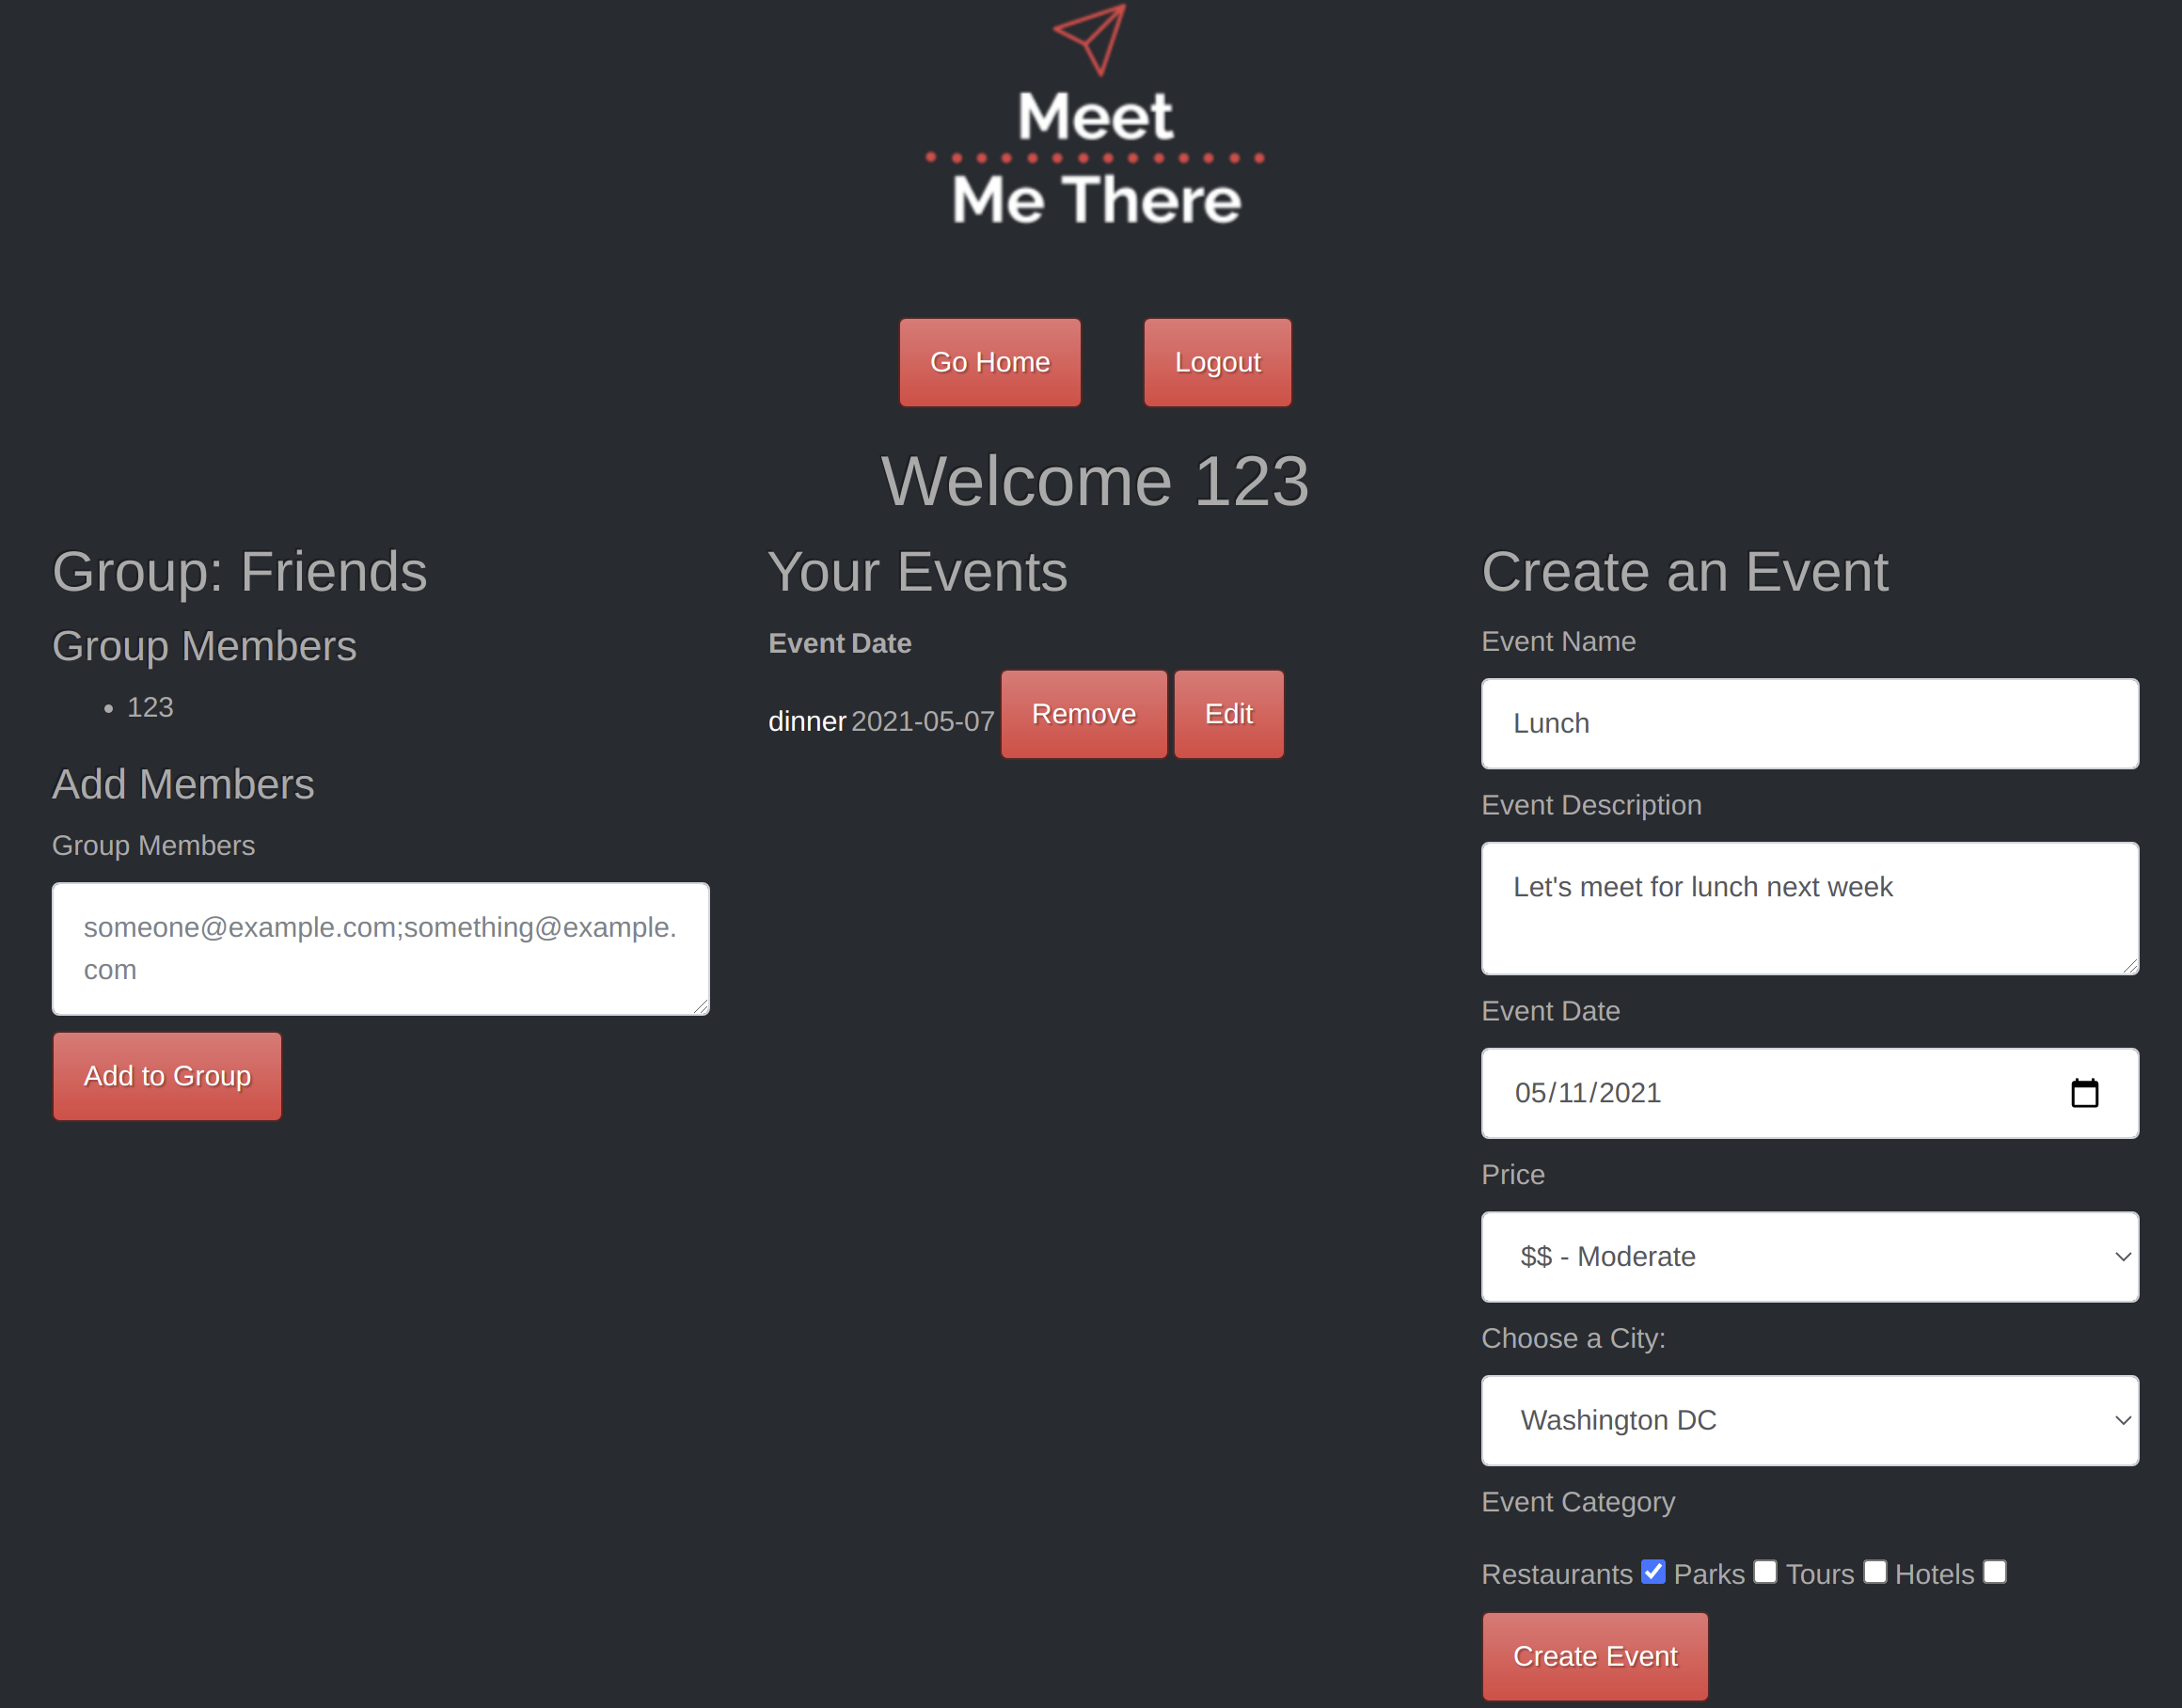 Meet
Me There
Go Home Logout
Welcome 123
Group: Friends
Group Members
123
Add Members
Group Members
someone@example.com;something@example.
com
Add to Group
Your Events
Event Date
dinner 2021-05-07 Remove Edit
Create an Event
Event Name
Lunch
Event Description
Let's meet for lunch next week
Event Date
05/11/2021
Price
$$ - Moderate
Choose a City:
Washington DC
Event Category
Restaurants Parks Tours Hotels
Create Event